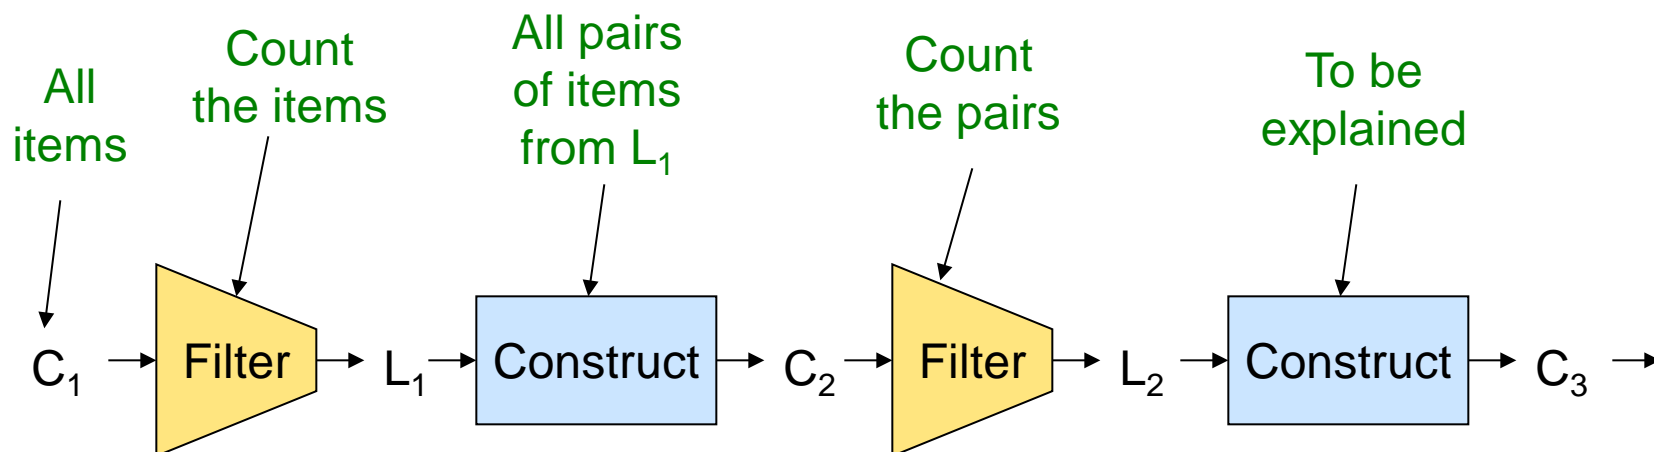 All
items
Count
the items
All pairs
of items
from L₁
Count
the pairs
To be
explained
C₁
Filter
L₁
Construct
C₂
Filter
L₂
Construct
C₃